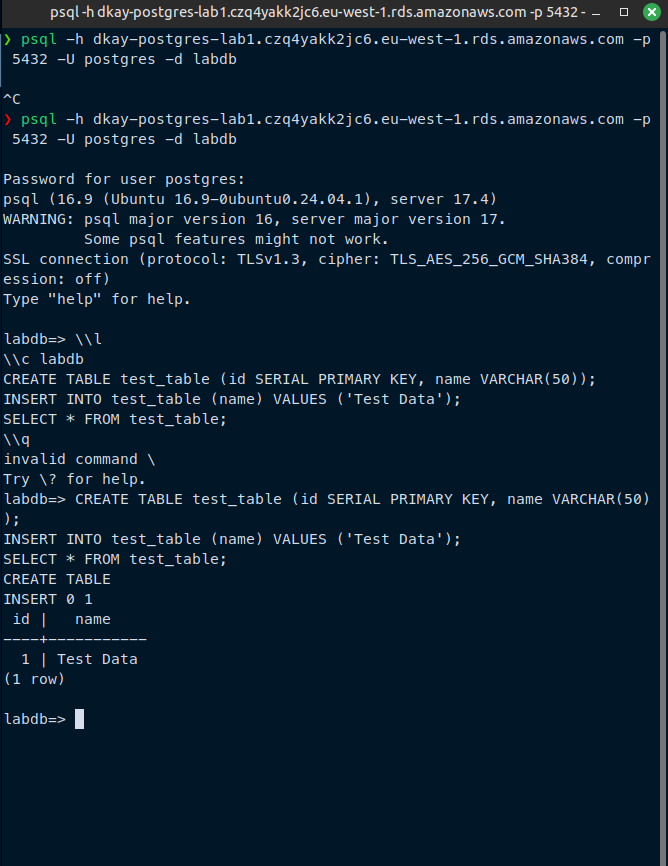 psql -h dkay-postgres-lab1.czq4yakk2jc6.eu-west-1.rds.amazonaws.com -p 5432 -
❯ psql -h dkay-postgres-lab1.czq4yakk2jc6.eu-west-1.rds.amazonaws.com -p
 5432 -U postgres -d labdb
^C
❯ psql -h dkay-postgres-lab1.czq4yakk2jc6.eu-west-1.rds.amazonaws.com -p
 5432 -U postgres -d labdb
Password for user postgres:
psql (16.9 (Ubuntu 16.9-0ubuntu0.24.04.1), server 17.4)
WARNING: psql major version 16, server major version 17.
         Some psql features might not work.
SSL connection (protocol: TLSv1.3, cipher: TLS_AES_256_GCM_SHA384, compr
ession: off)
Type "help" for help.
labdb=> \\l
\\c labdb
CREATE TABLE test_table (id SERIAL PRIMARY KEY, name VARCHAR(50));
INSERT INTO test_table (name) VALUES ('Test Data');
SELECT * FROM test_table;
\\q
invalid command \
Try \? for help.
labdb=> CREATE TABLE test_table (id SERIAL PRIMARY KEY, name VARCHAR(50)
);
INSERT INTO test_table (name) VALUES ('Test Data');
SELECT * FROM test_table;
CREATE TABLE
INSERT 0 1
 id |   name
----+-----------
  1 | Test Data
(1 row)
labdb=>